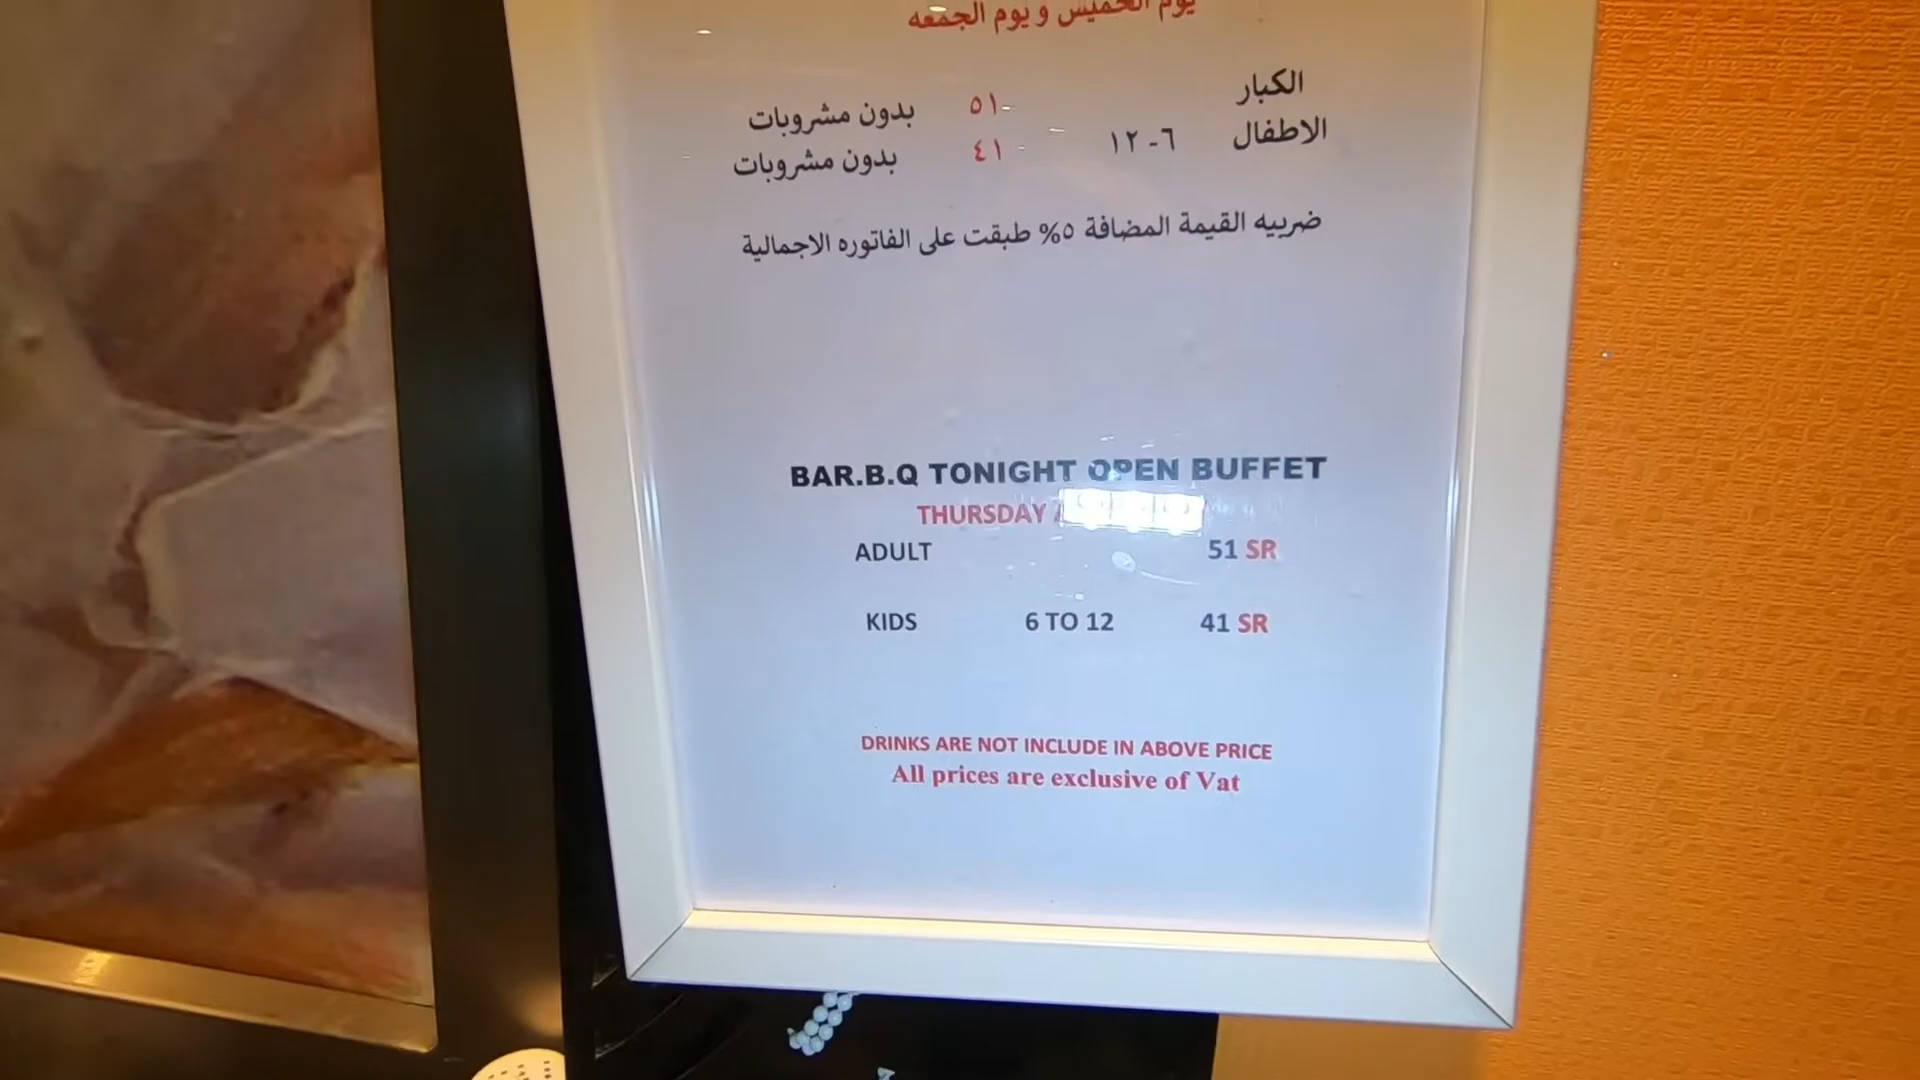 يوم الخميس و يوم الجمعه
الكبار ٥١- بدون مشروبات
الاطفال ٦- ١٢ ٤١ - بدون مشروبات
ضريبه القيمة المضافة ٥% طبقت على الفاتوره الاجمالية
BAR.B.Q TONIGHT OPEN BUFFET
THURSDAY
ADULT 51 SR
KIDS 6 TO 12 41 SR
DRINKS ARE NOT INCLUDE IN ABOVE PRICE
All prices are exclusive of Vat